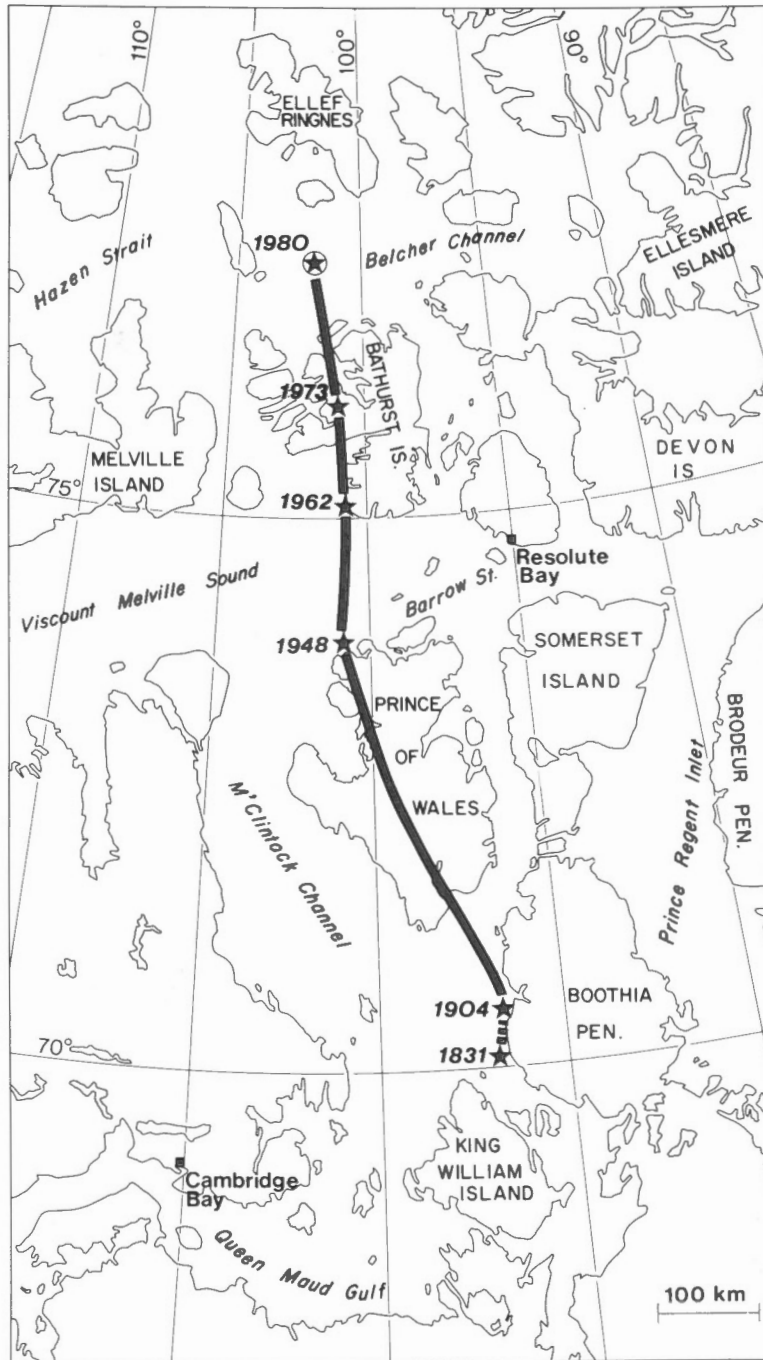 110°
100°
90°
ELLEF
RINGNES
1980
Belcher Channel
Hazen Strait
ELLESMERE
ISLAND
BATHURST IS.
1973
MELVILLE
ISLAND
DEVON
IS
75°
1962
Resolute
Bay
Viscount Melville Sound
Barrow St.
1948
SOMERSET
ISLAND
PRINCE
OF
WALES
BRODEUR PEN.
M'Clintock Channel
Prince Regent Inlet
1904
BOOTHIA
PEN.
1831
70°
KING
WILLIAM
ISLAND
Cambridge
Bay
Queen Maud Gulf
100 km